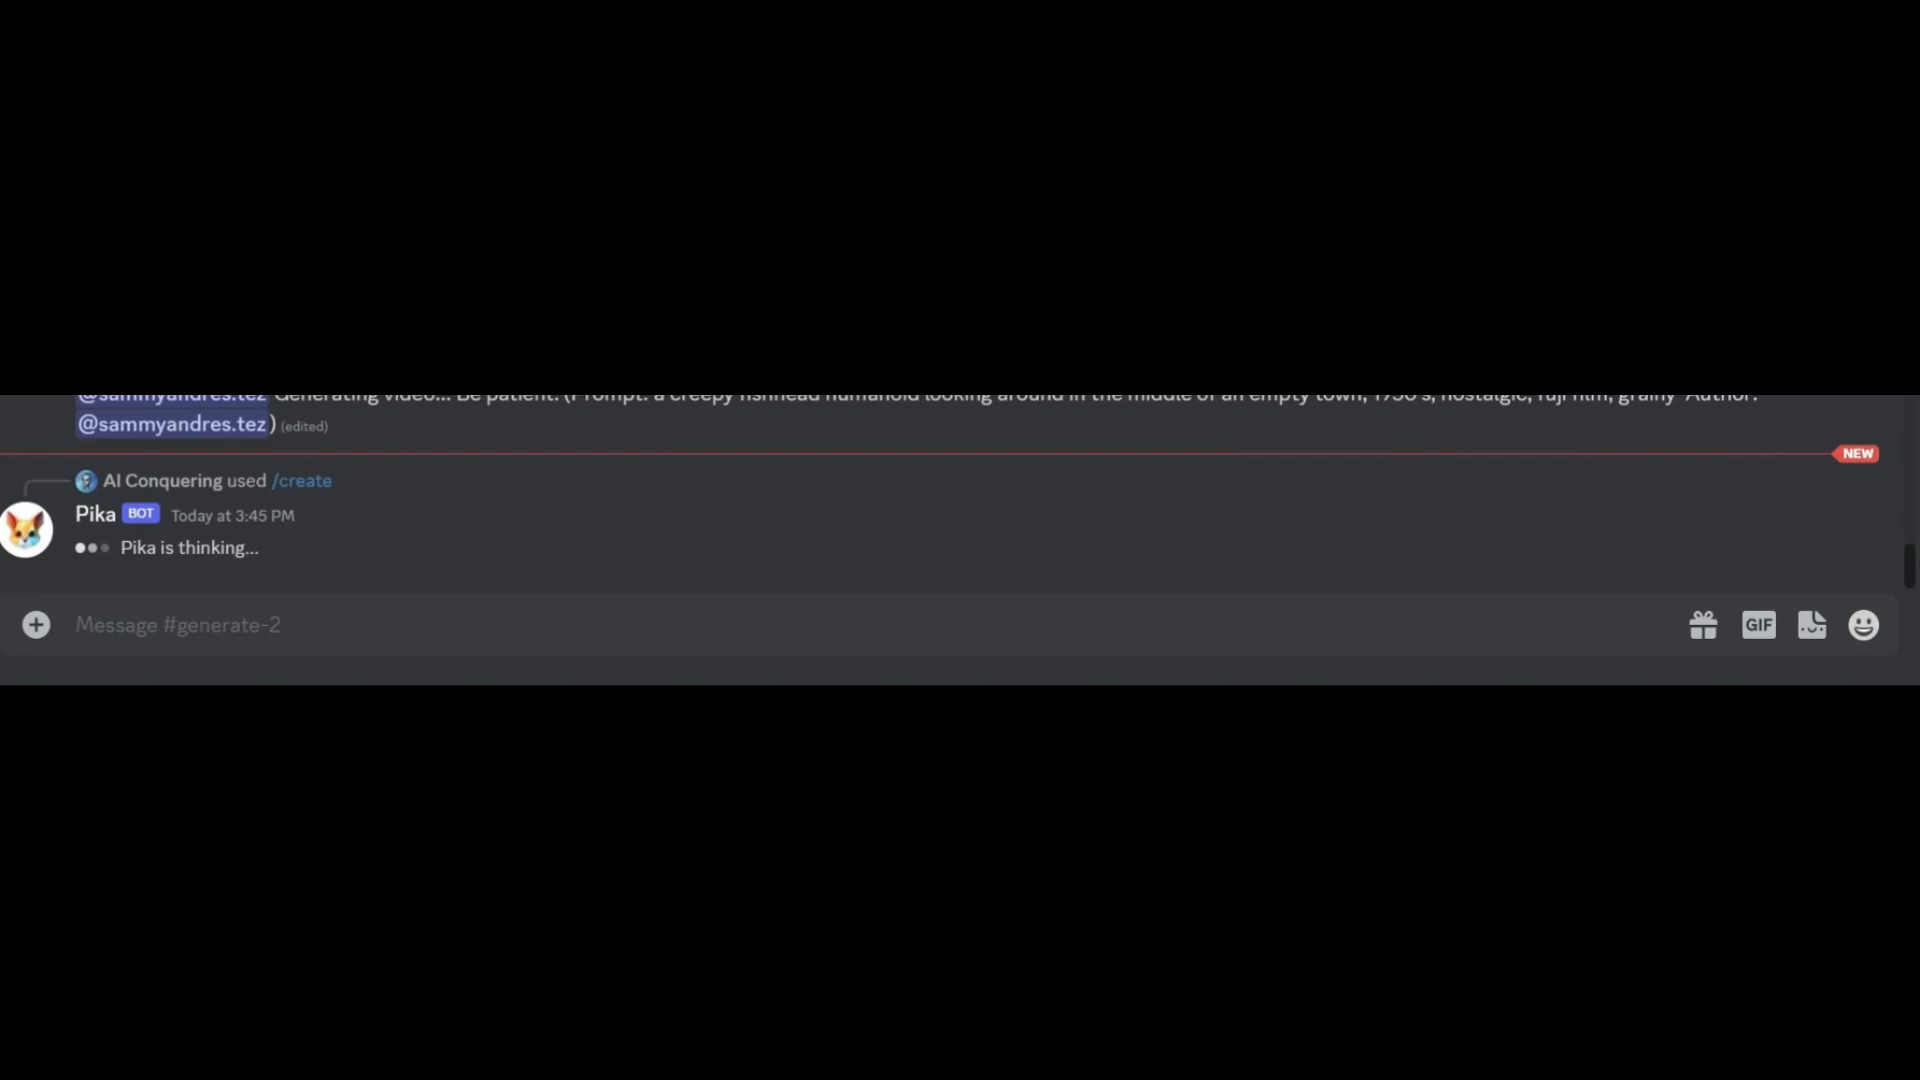 @sammyandres.tez Generating video... Be patient. (Prompt: a creepy fishhead humanoid looking around in the middle of an empty town, 1950's, nostalgic, fuji film, grainy Author:
@sammyandres.tez) (edited)
NEW
AI Conquering used /create
Pika BOT Today at 3:45 PM
Pika is thinking...
Message #generate-2
GIF